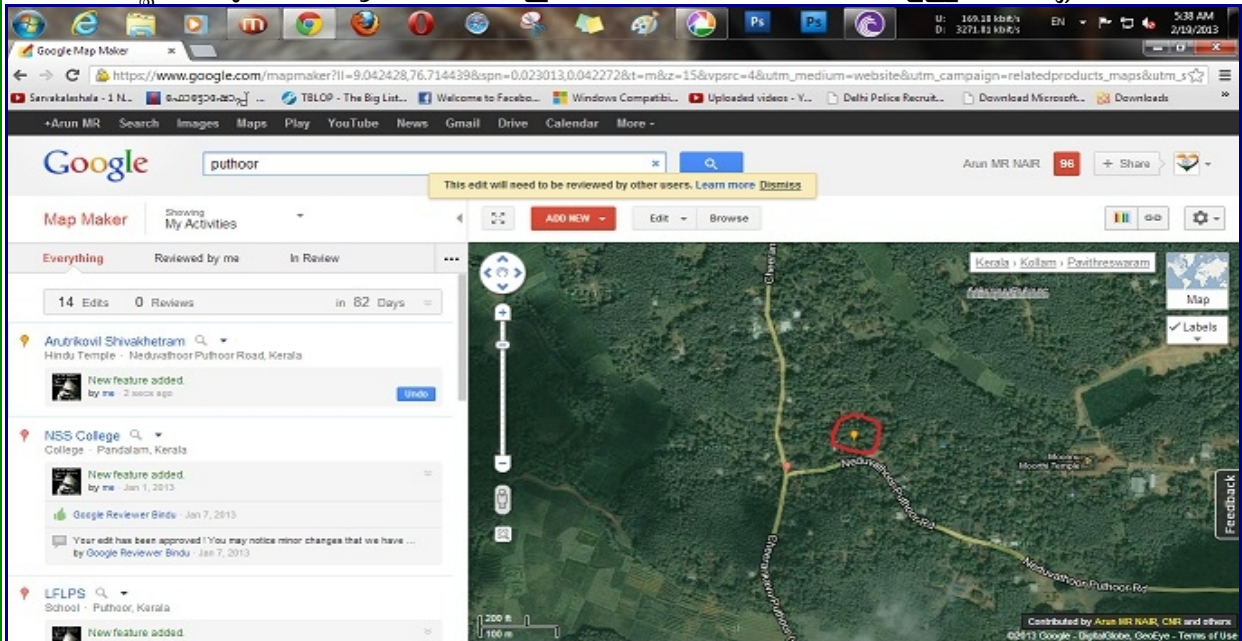 U: 169.18 kbit/s
D: 3271.81 kbit/s
EN
5:38 AM
2/19/2013
Google Map Maker
https://www.google.com/mapmaker?ll=9.042428,76.714439&spn=0.023013,0.042272&t=m&z=15&vpsrc=4&utm_medium=website&utm_campaign=relatedproducts_maps&utm_s
Sarvakalashala - 1 N...
TBLOP - The Big List...
Welcome to Facebo...
Windows Compatibi...
Uploaded videos - Y...
Delhi Police Recruit...
Download Microsoft...
Downloads
+Arun MR Search Images Maps Play YouTube News Gmail Drive Calendar More -
Google
puthoor
Arun MR NAIR 96 + Share
This edit will need to be reviewed by other users. Learn more Dismiss
Map Maker
Showing
My Activities
ADD NEW
Edit
Browse
Everything Reviewed by me In Review
14 Edits 0 Reviews in 82 Days
Arutrikovil Shivakhetram
Hindu Temple - Neduvathoor Puthoor Road, Kerala
New feature added.
by me - 2 secs ago
Undo
NSS College
College - Pandalam, Kerala
New feature added.
by me - Jan 1, 2013
Google Reviewer Bindu - Jan 7, 2013
Your edit has been approved! You may notice minor changes that we have ...
by Google Reviewer Bindu - Jan 7, 2013
LFLPS
School - Puthoor, Kerala
New feature added.
Kerala › Kollam › Pavithreswaram
Map
Labels
Neduvathoor Puthoor Rd
Moorthi Temple
Neduvathoor Puthoor Rd
Feedback
200 ft
100 m
Contributed by Arun MR NAIR, CNR and others
©2013 Google - DigitalGlobe, GeoEye - Terms of Use